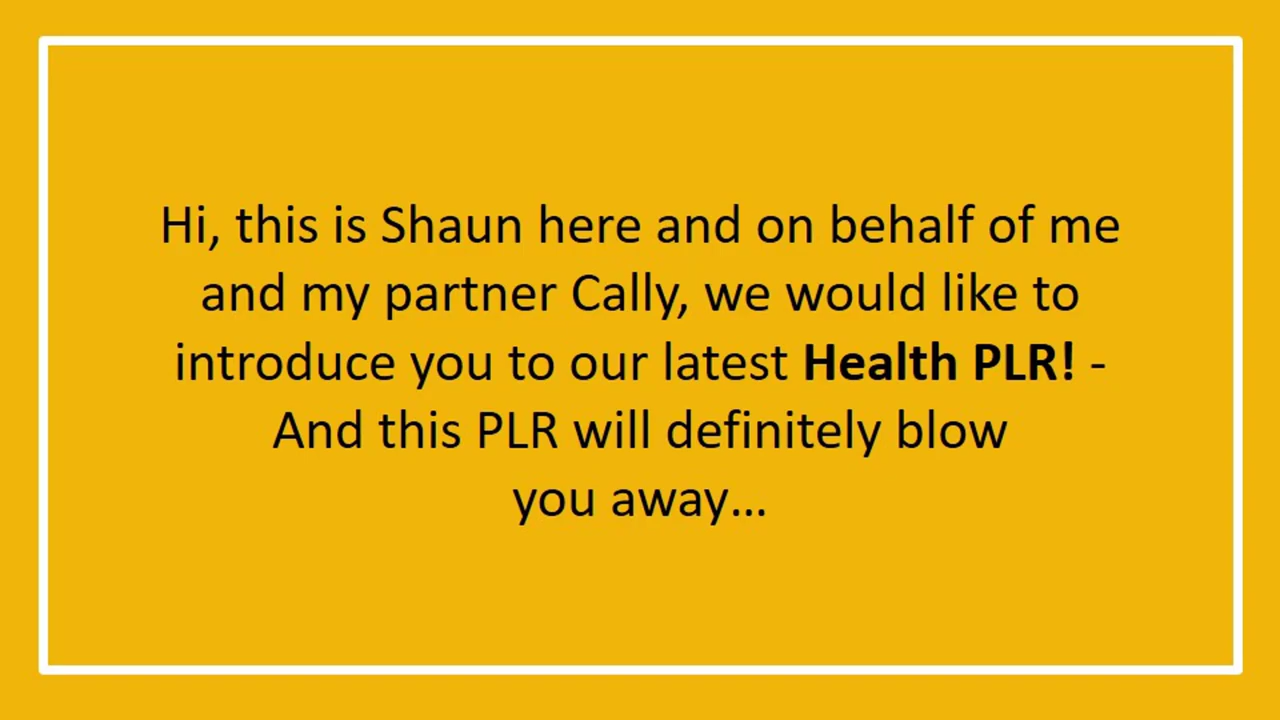 Hi, this is Shaun here and on behalf of me
and my partner Cally, we would like to
introduce you to our latest Health PLR! -
And this PLR will definitely blow
you away...